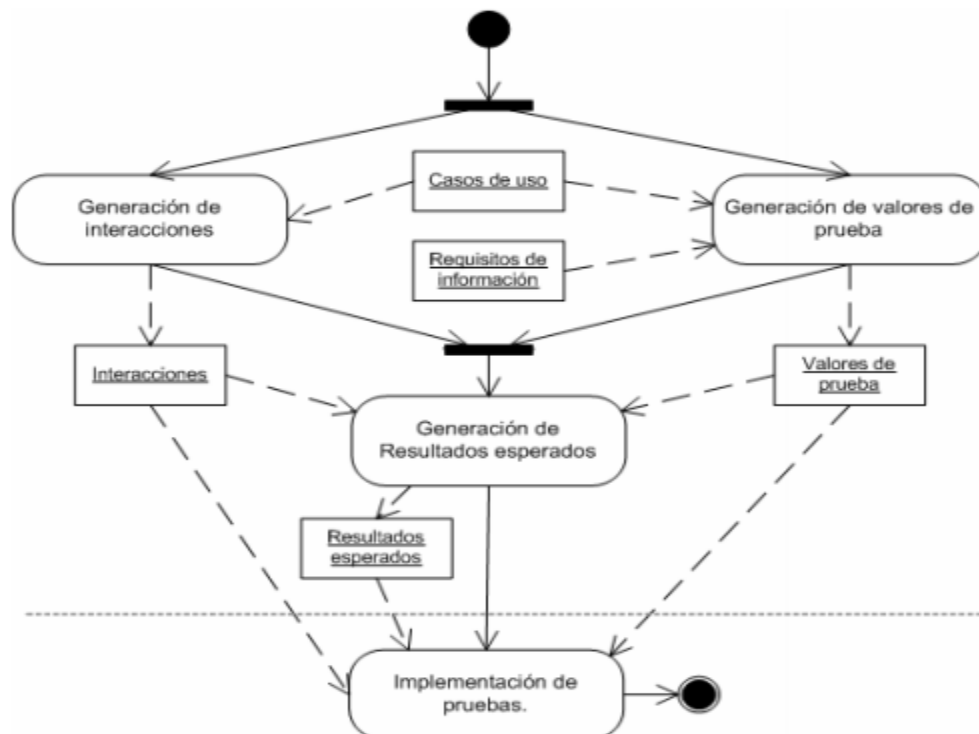 Casos de uso
Generación de
interacciones
Generación de valores de
prueba
Requisitos de
información
Interacciones
Valores de
prueba
Generación de
Resultados esperados
Resultados
esperados
Implementación de
pruebas.